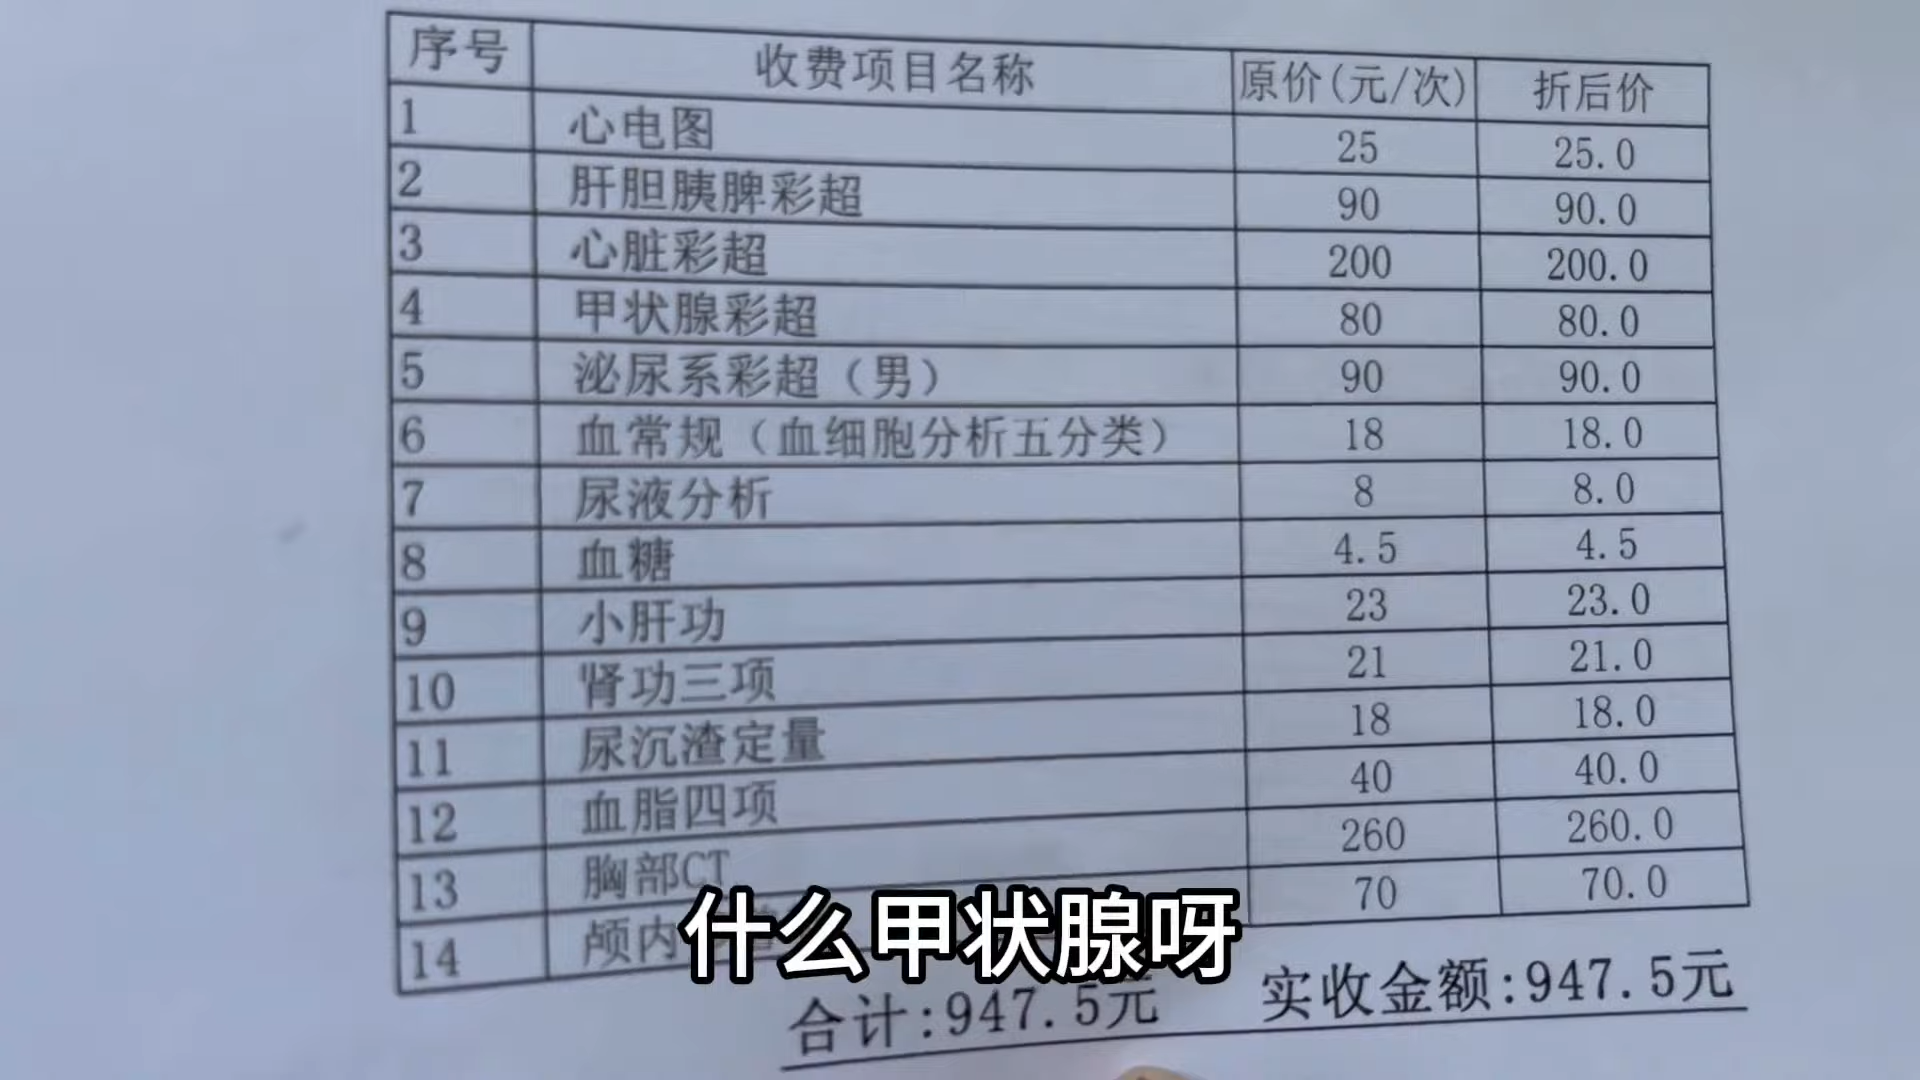 序号 收费项目名称 原价(元/次) 折后价
1 心电图 25 25.0
2 肝胆胰脾彩超 90 90.0
3 心脏彩超 200 200.0
4 甲状腺彩超 80 80.0
5 泌尿系彩超（男） 90 90.0
6 血常规（血细胞分析五分类） 18 18.0
7 尿液分析 8 8.0
8 血糖 4.5 4.5
9 小肝功 23 23.0
10 肾功三项 21 21.0
11 尿沉渣定量 18 18.0
12 血脂四项 40 40.0
13 胸部CT 260 260.0
14 颅内 70 70.0
什么甲状腺呀
合计:947.5元 实收金额:947.5元